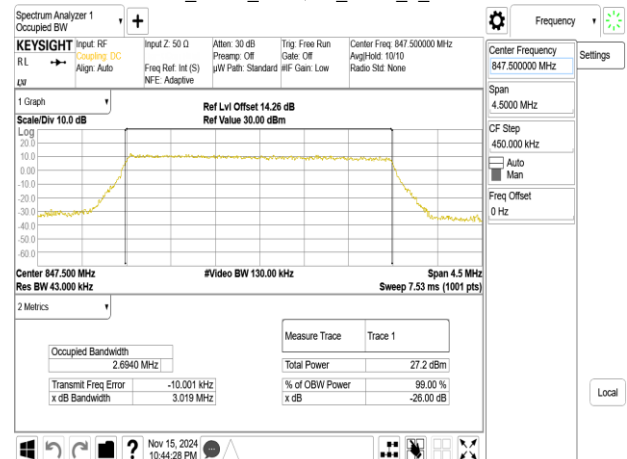 Spectrum Analyzer 1
Occupied BW
Frequency
KEYSIGHT
RL
LXI
Input: RF
Coupling: DC
Align: Auto
Input Z: 50 Ω
Freq Ref: Int (S)
NFE: Adaptive
Atten: 30 dB
Preamp: Off
µW Path: Standard
Trig: Free Run
Gate: Off
#IF Gain: Low
Center Freq: 847.500000 MHz
Avg|Hold: 10/10
Radio Std: None
Center Frequency
847.500000 MHz
Settings
Span
4.5000 MHz
CF Step
450.000 kHz
Auto
Man
Freq Offset
0 Hz
Local
1 Graph
Scale/Div 10.0 dB
Ref Lvl Offset 14.26 dB
Ref Value 30.00 dBm
Log
20.0
10.0
0.00
-10.0
-20.0
-30.0
-40.0
-50.0
-60.0
Center 847.500 MHz
#Video BW 130.00 kHz
Span 4.5 MHz
Res BW 43.000 kHz
Sweep 7.53 ms (1001 pts)
2 Metrics
Measure Trace Trace 1
Occupied Bandwidth
2.6940 MHz
Total Power 27.2 dBm
Transmit Freq Error -10.001 kHz
% of OBW Power 99.00 %
x dB Bandwidth 3.019 MHz
x dB -26.00 dB
?
Nov 15, 2024
10:44:28 PM